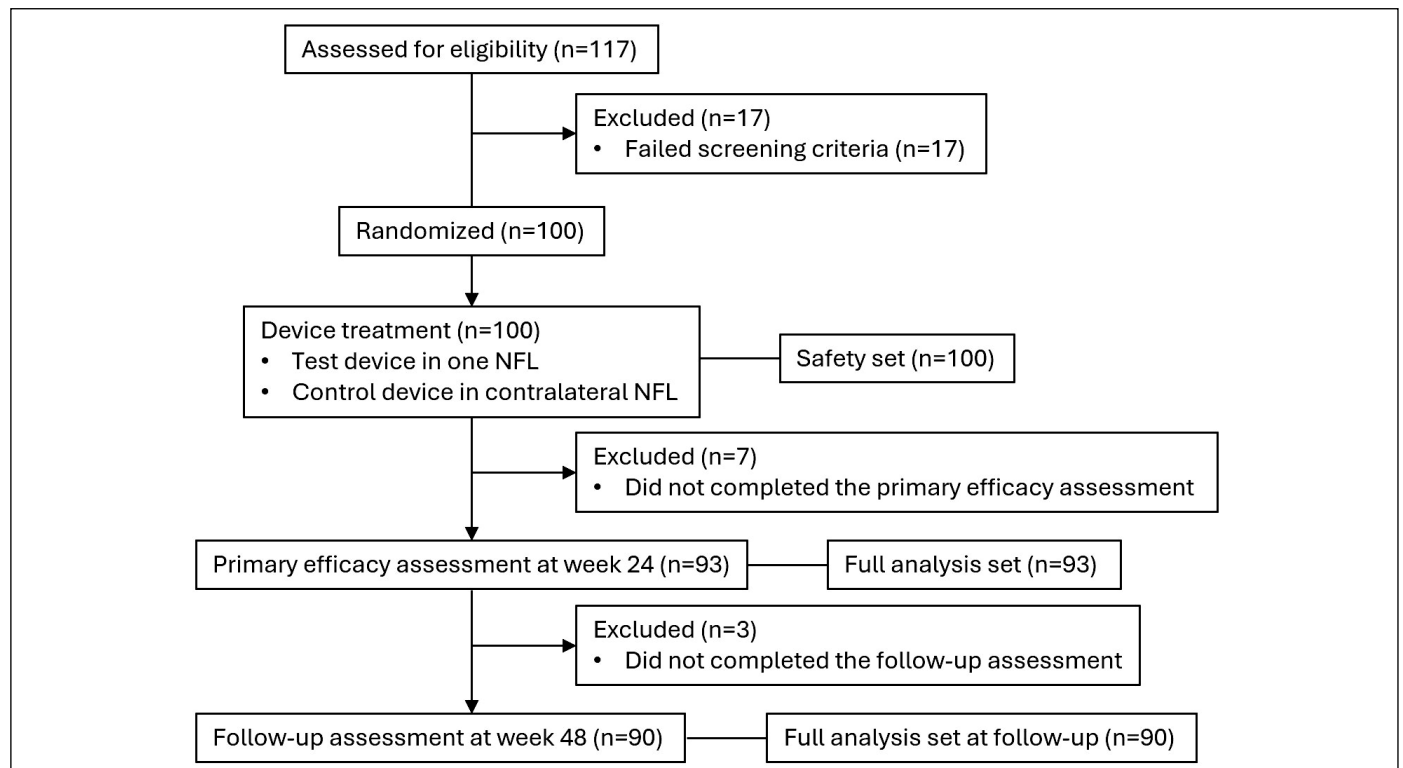 Assessed for eligibility (n=117)
Excluded (n=17)
• Failed screening criteria (n=17)
Randomized (n=100)
Device treatment (n=100)
• Test device in one NFL
• Control device in contralateral NFL
Safety set (n=100)
Excluded (n=7)
• Did not completed the primary efficacy assessment
Primary efficacy assessment at week 24 (n=93)
Full analysis set (n=93)
Excluded (n=3)
• Did not completed the follow-up assessment
Follow-up assessment at week 48 (n=90)
Full analysis set at follow-up (n=90)